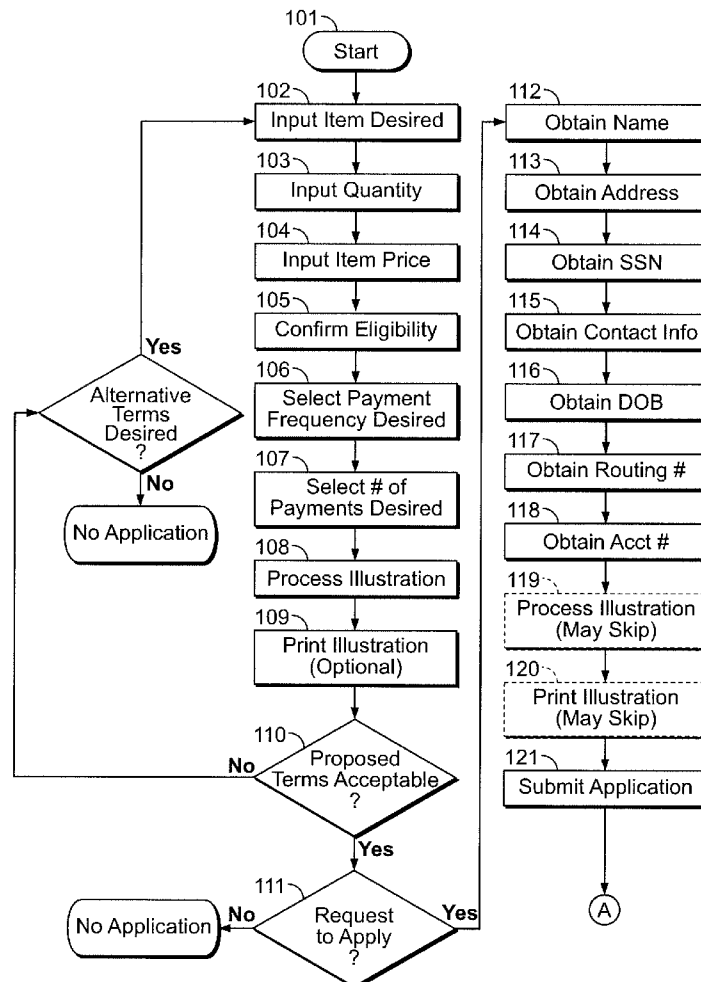 101
Start
102
Input Item Desired
103
Input Quantity
104
Input Item Price
105
Confirm Eligibility
106
Select Payment
Frequency Desired
107
Select # of
Payments Desired
108
Process Illustration
109
Print Illustration
(Optional)
110
Proposed
Terms Acceptable
?
No
Yes
Alternative
Terms
Desired
?
Yes
No
No Application
111
Request
to Apply
?
No
Yes
No Application
112
Obtain Name
113
Obtain Address
114
Obtain SSN
115
Obtain Contact Info
116
Obtain DOB
117
Obtain Routing #
118
Obtain Acct #
119
Process Illustration
(May Skip)
120
Print Illustration
(May Skip)
121
Submit Application
A